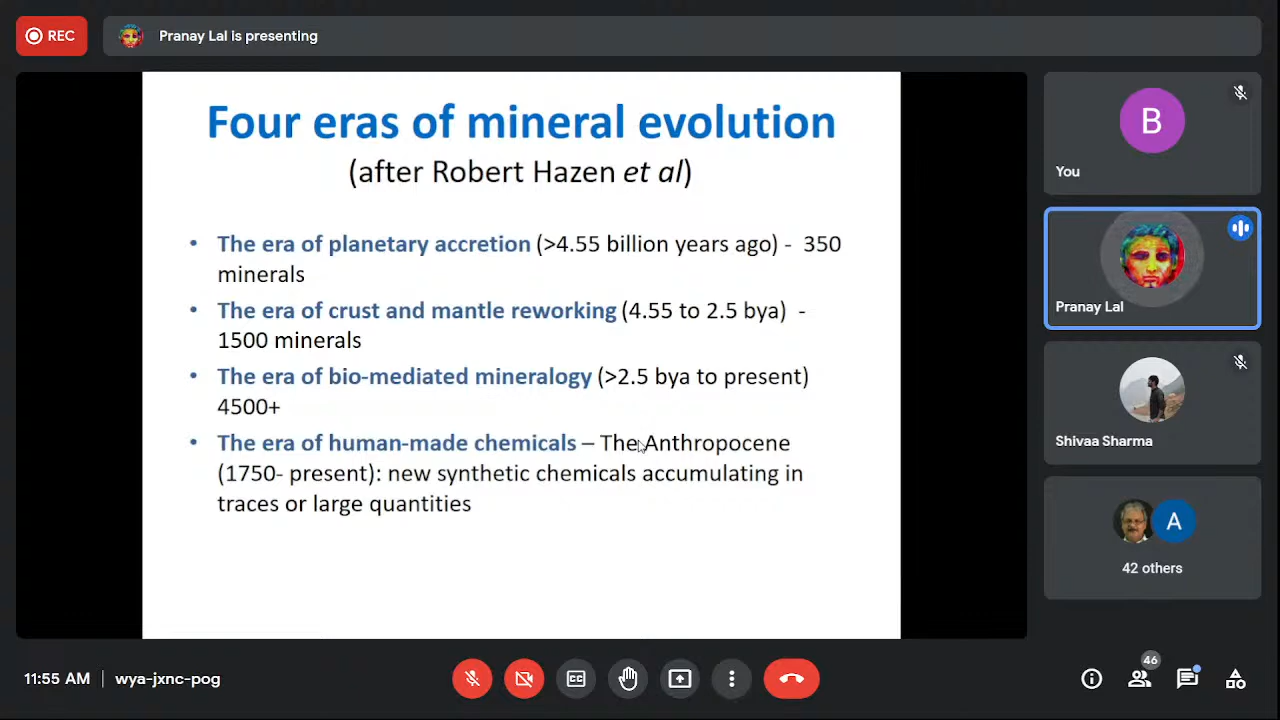 REC
Pranay Lal is presenting
Four eras of mineral evolution
(after Robert Hazen et al)
• The era of planetary accretion (>4.55 billion years ago) - 350
minerals
• The era of crust and mantle reworking (4.55 to 2.5 bya) -
1500 minerals
• The era of bio-mediated mineralogy (>2.5 bya to present)
4500+
• The era of human-made chemicals – The Anthropocene
(1750- present): new synthetic chemicals accumulating in
traces or large quantities
B
You
Pranay Lal
Shivaa Sharma
A
42 others
11:55 AM | wya-jxnc-pog
CC
46